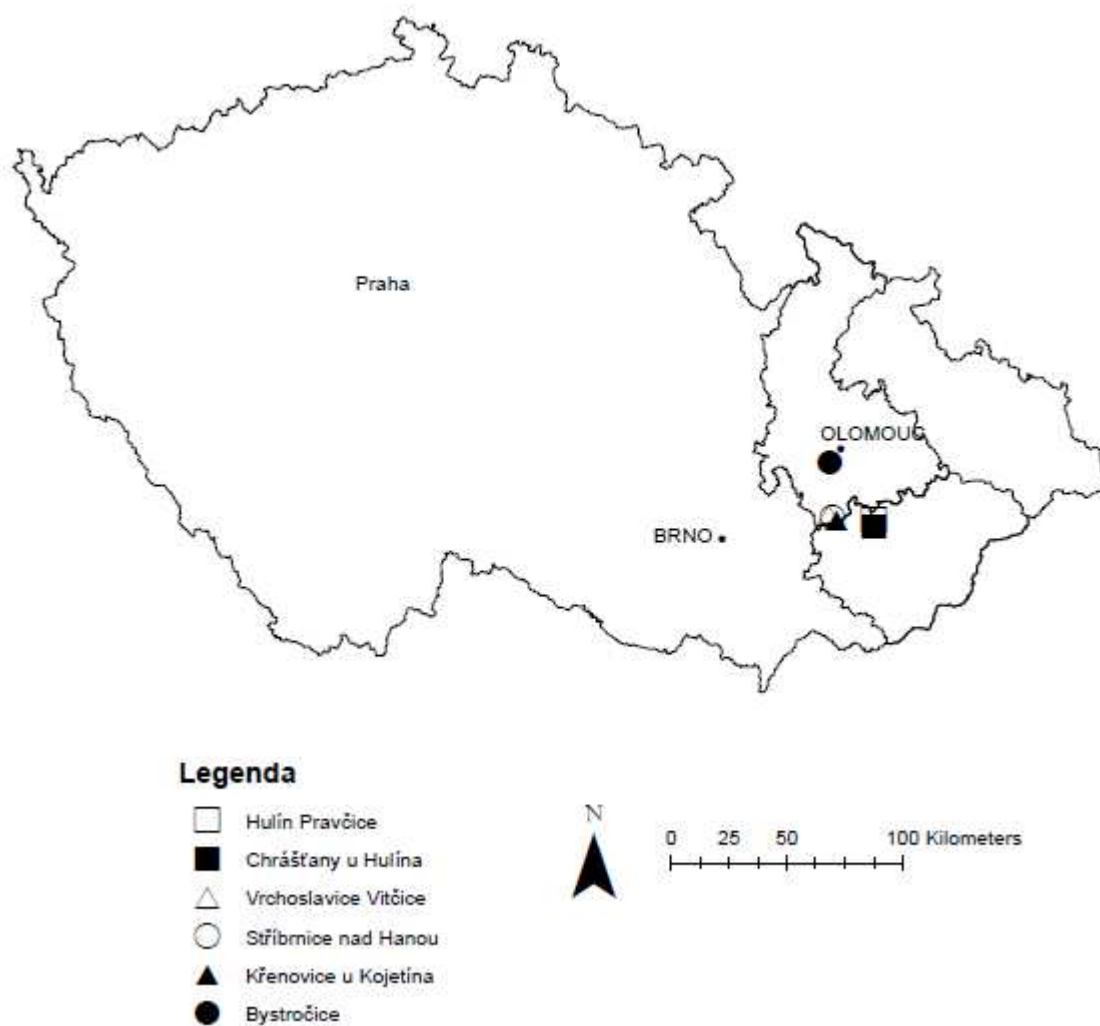 Praha
OLOMOUC
BRNO
Legenda
Hulín Pravčice
Chrášťany u Hulína
Vrchoslavice Vitčice
Stříbrnice nad Hanou
Křenovice u Kojetína
Bystročice
N
0 25 50 100 Kilometers